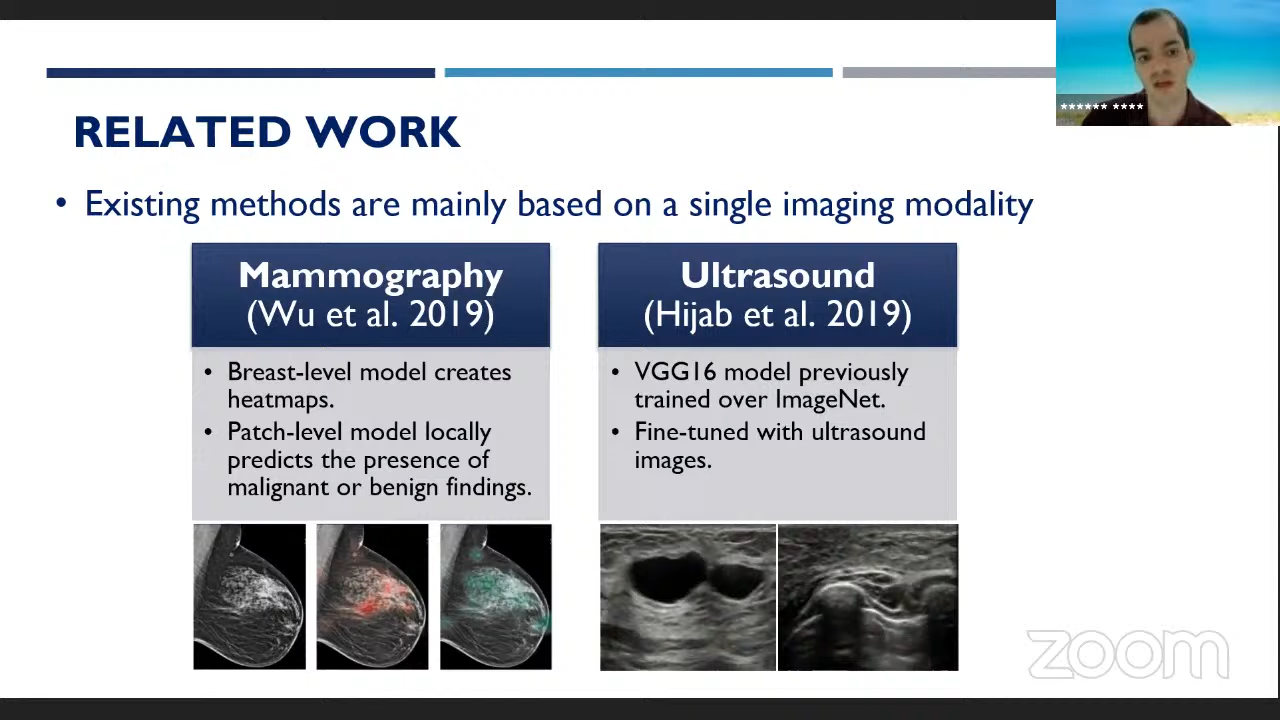 ****** ****
RELATED WORK
• Existing methods are mainly based on a single imaging modality
Mammography
(Wu et al. 2019)
• Breast-level model creates
heatmaps.
• Patch-level model locally
predicts the presence of
malignant or benign findings.
Ultrasound
(Hijab et al. 2019)
• VGG16 model previously
trained over ImageNet.
• Fine-tuned with ultrasound
images.
zoom